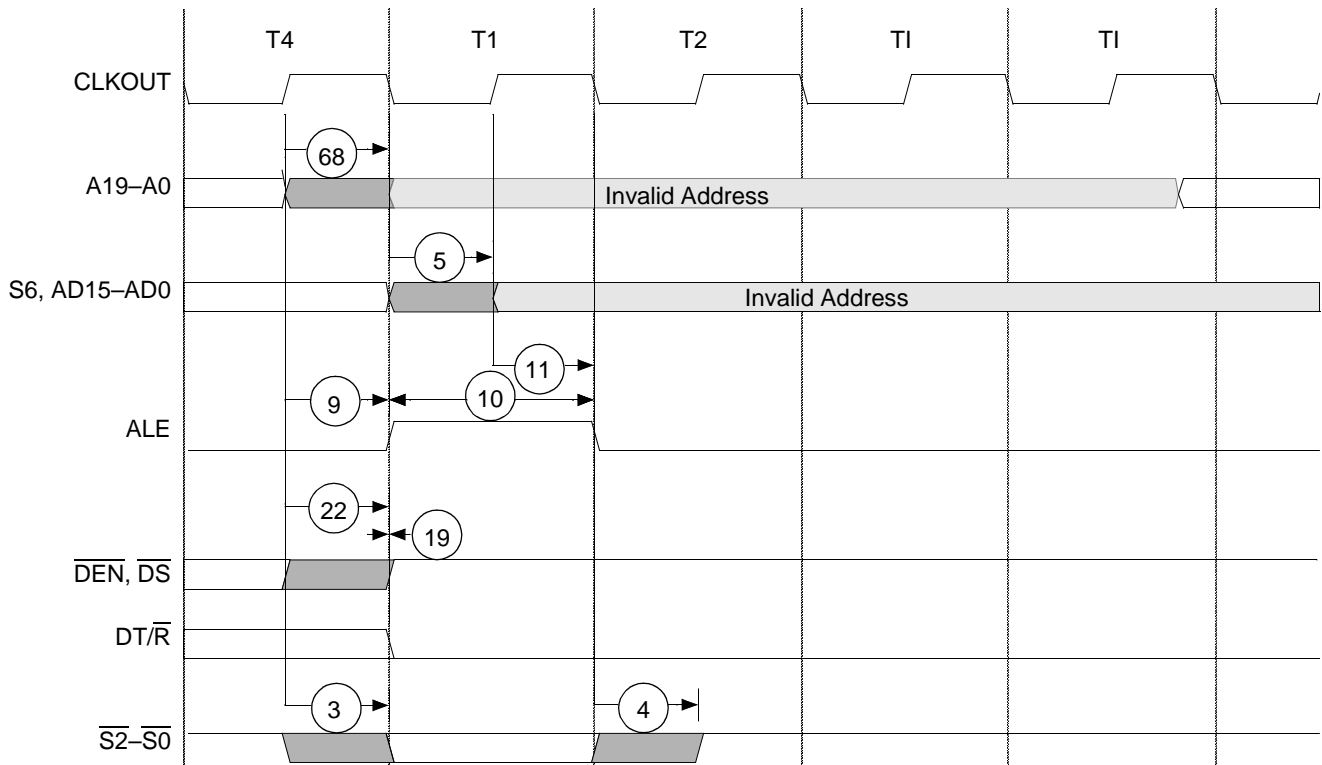 T4 T1 T2 TI TI
CLKOUT
68
A19–A0
Invalid Address
5
S6, AD15–AD0
Invalid Address
11
9 10
ALE
22
19
DEN, DS
DT/R
3 4
S2–S0